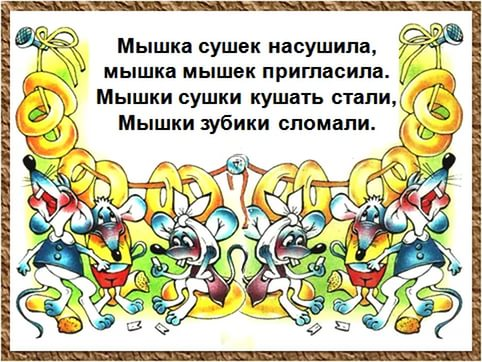 Мышка сушек насушила,
мышка мышек пригласила.
Мышки сушки кушать стали,
Мышки зубики сломали.